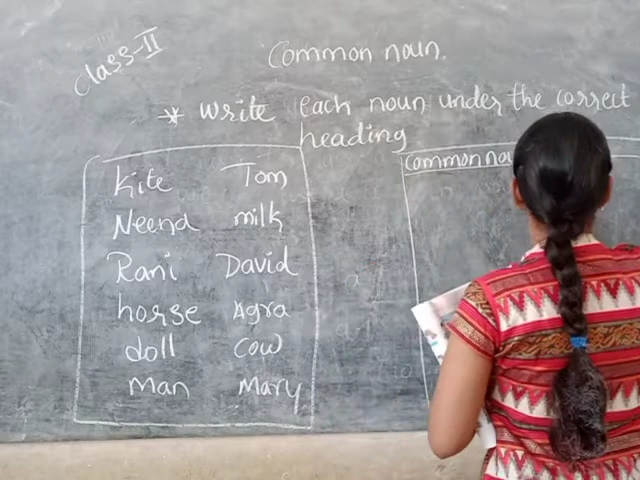 Class-II
Common noun.
* Write each noun under the correct
heading
Kite Tom
Neena milk
Rani David
horse Agra
doll cow
Man Mary
Common